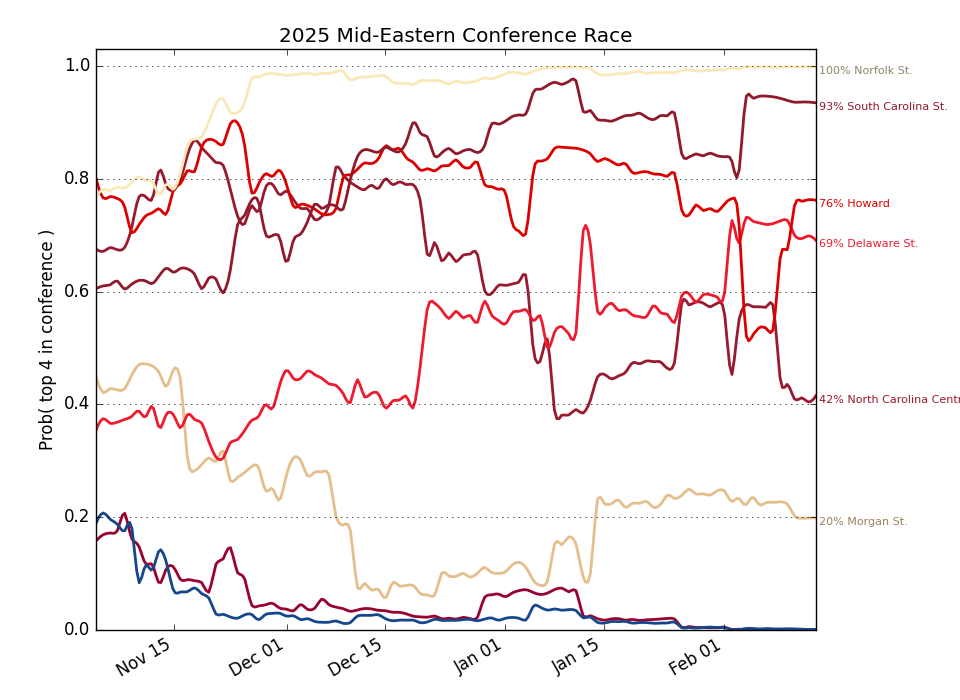 2025 Mid-Eastern Conference Race
Prob( top 4 in conference )
1.0
0.8
0.6
0.4
0.2
0.0
Nov 15
Dec 01
Dec 15
Jan 01
Jan 15
Feb 01
100% Norfolk St.
93% South Carolina St.
76% Howard
69% Delaware St.
42% North Carolina Centr
20% Morgan St.